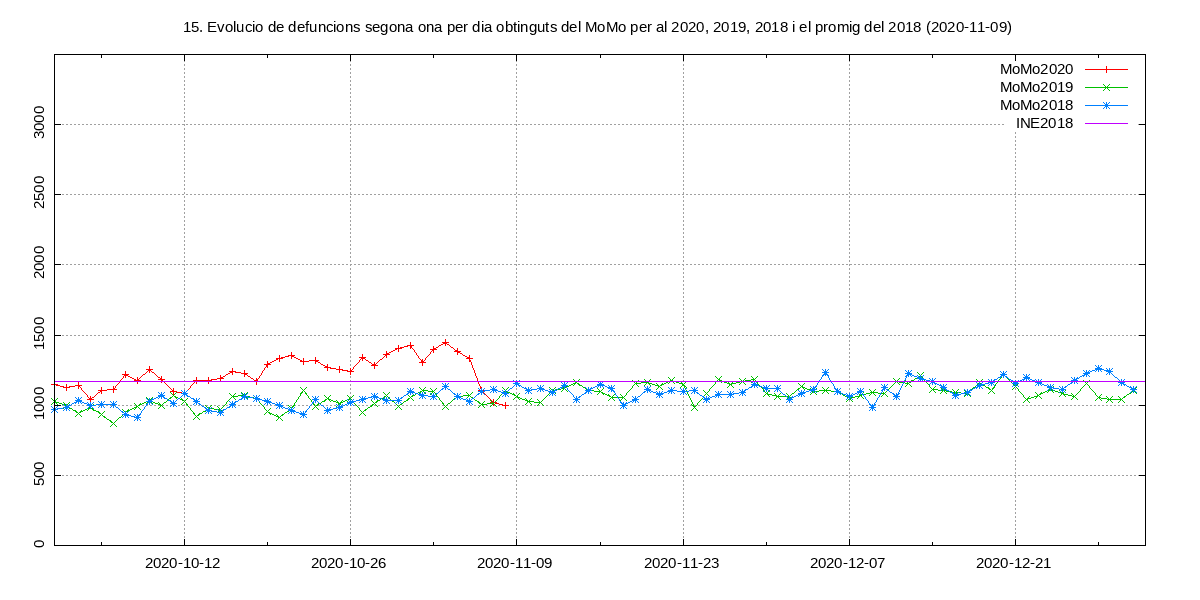 15. Evolucio de defuncions segona ona per dia obtinguts del MoMo per al 2020, 2019, 2018 i el promig del 2018 (2020-11-09)
MoMo2020
MoMo2019
MoMo2018
INE2018
3000
2500
2000
1500
1000
500
0
2020-10-12
2020-10-26
2020-11-09
2020-11-23
2020-12-07
2020-12-21